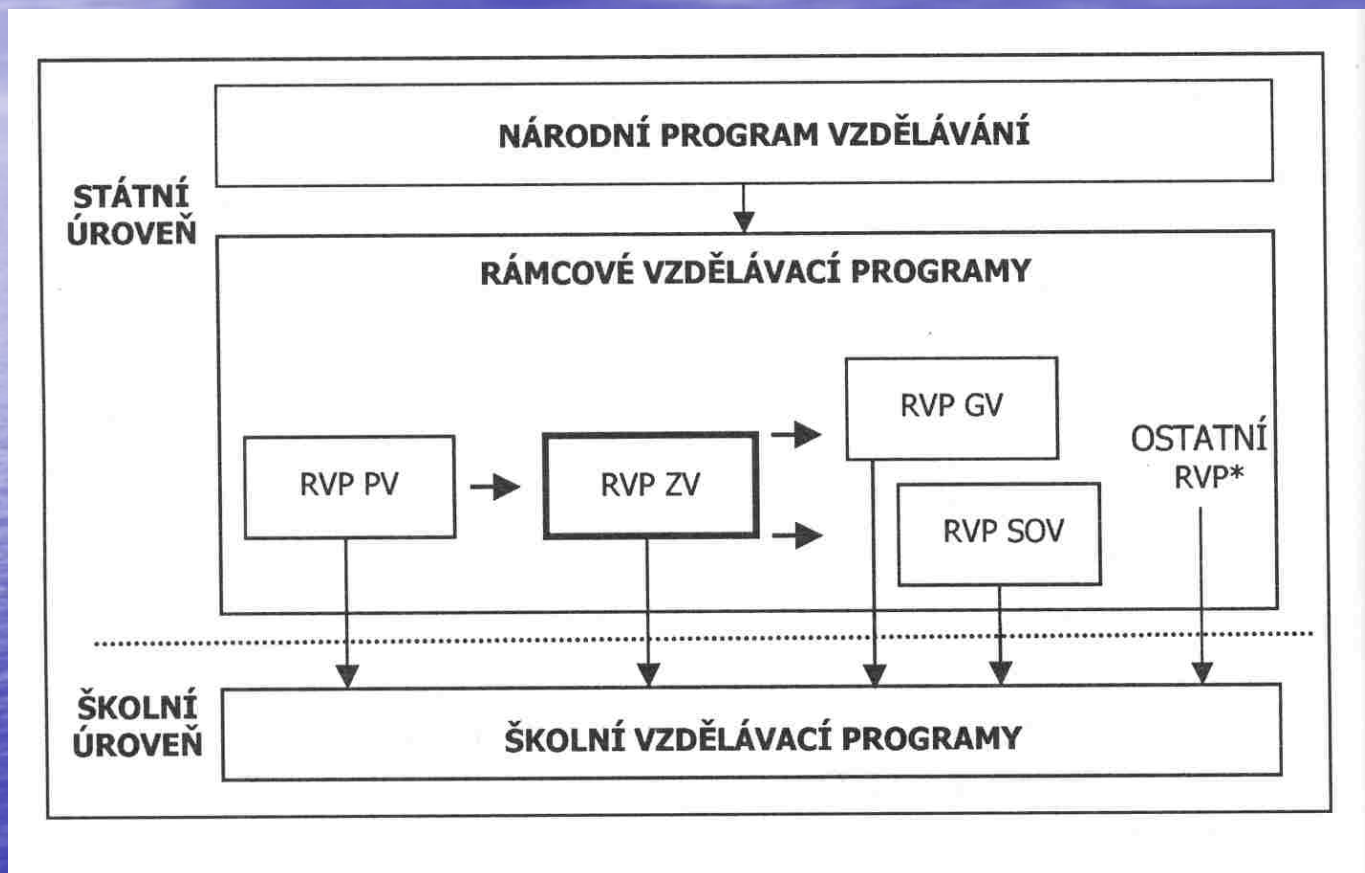 NÁRODNÍ PROGRAM VZDĚLÁVÁNÍ
STÁTNÍ
ÚROVEŇ
RÁMCOVÉ VZDĚLÁVACÍ PROGRAMY
RVP GV
OSTATNÍ
RVP*
RVP PV
RVP ZV
RVP SOV
ŠKOLNÍ
ÚROVEŇ
ŠKOLNÍ VZDĚLÁVACÍ PROGRAMY